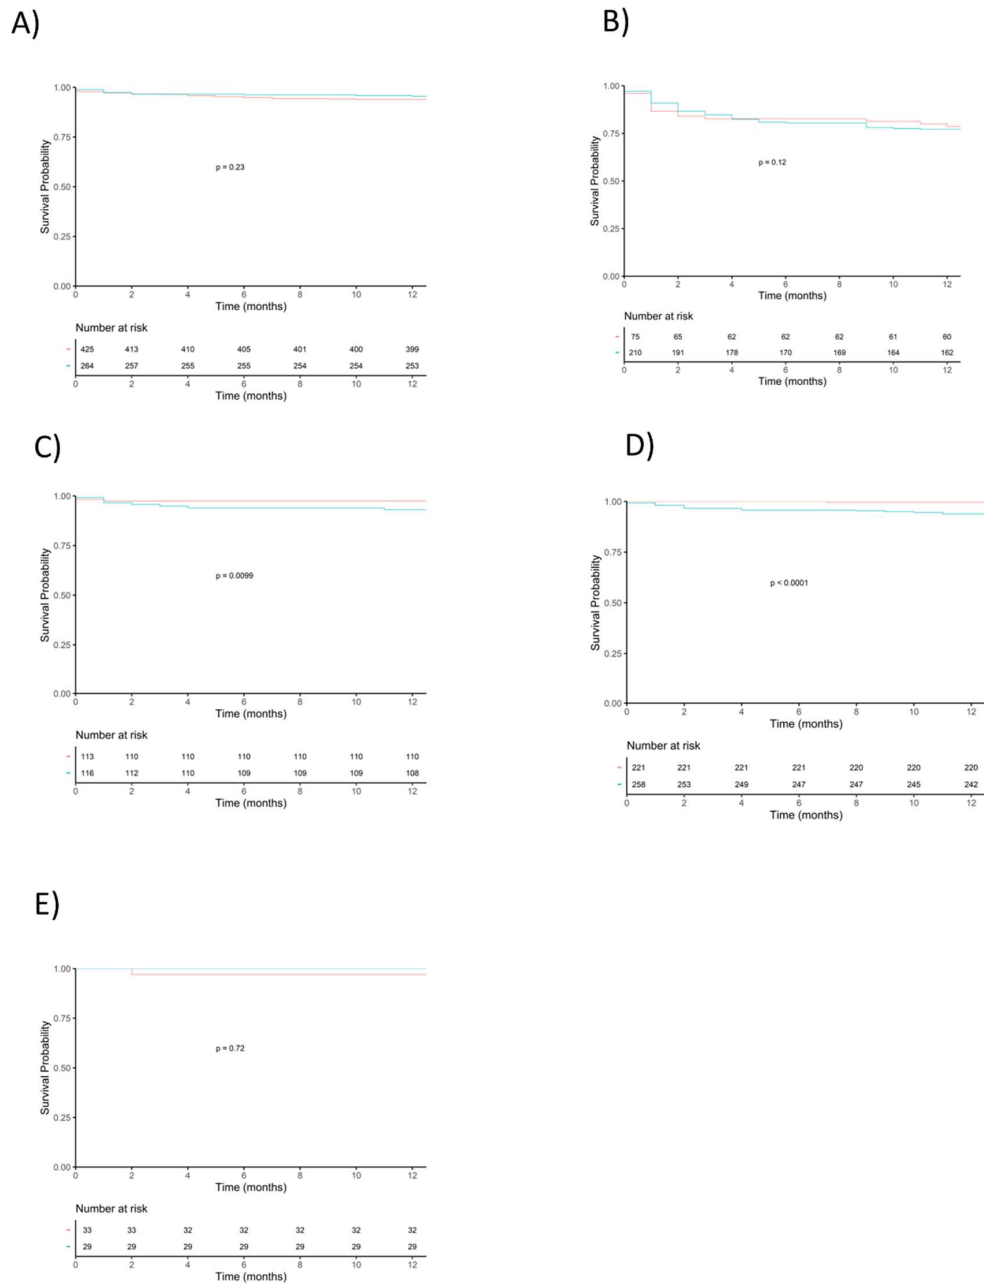 A)
1.00
0.75
0.50
0.25
0.00
Survival Probability
p = 0.23
0 2 4 6 8 10 12
Time (months)
Number at risk
425 413 410 405 401 400 399
264 257 255 255 254 254 253
0 2 4 6 8 10 12
Time (months)
B)
1.00
0.75
0.50
0.25
0.00
Survival Probability
p = 0.12
0 2 4 6 8 10 12
Time (months)
Number at risk
75 65 62 62 62 61 60
210 191 178 170 169 164 162
0 2 4 6 8 10 12
Time (months)
C)
1.00
0.75
0.50
0.25
0.00
Survival Probability
p = 0.0099
0 2 4 6 8 10 12
Time (months)
Number at risk
113 110 110 110 110 110 110
116 112 110 109 109 109 108
0 2 4 6 8 10 12
Time (months)
D)
1.00
0.75
0.50
0.25
0.00
Survival Probability
p < 0.0001
0 2 4 6 8 10 12
Time (months)
Number at risk
221 221 221 221 220 220 220
258 253 249 247 247 245 242
0 2 4 6 8 10 12
Time (months)
E)
1.00
0.75
0.50
0.25
0.00
Survival Probability
p = 0.72
0 2 4 6 8 10 12
Time (months)
Number at risk
33 33 32 32 32 32 32
29 29 29 29 29 29 29
0 2 4 6 8 10 12
Time (months)